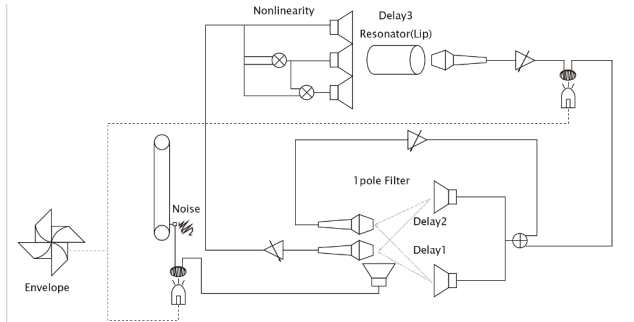 Nonlinearity
Delay3
Resonator(Lip)
1pole Filter
Noise
Delay2
Delay1
Envelope